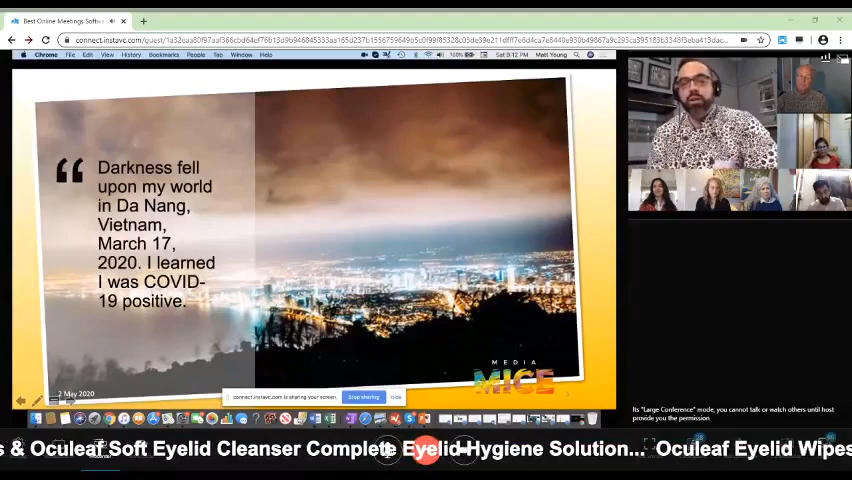 Best Online Meetings Softwa
connect.instavc.com/guest/
Chrome File Edit View History Bookmarks People Tab Window Help
100% Sat 9:12 PM Matt Young
“ Darkness fell
upon my world
in Da Nang,
Vietnam,
March 17,
2020. I learned
I was COVID-
19 positive.
MEDIA
MICE
2 May 2020
connect.instavc.com is sharing your screen.
Stop sharing
Hide
Its "Large Conference" mode, you cannot talk or watch others until host
provide you the permission
s & Oculeaf Soft Eyelid Cleanser Complete Eyelid Hygiene Solution... Oculeaf Eyelid Wipes